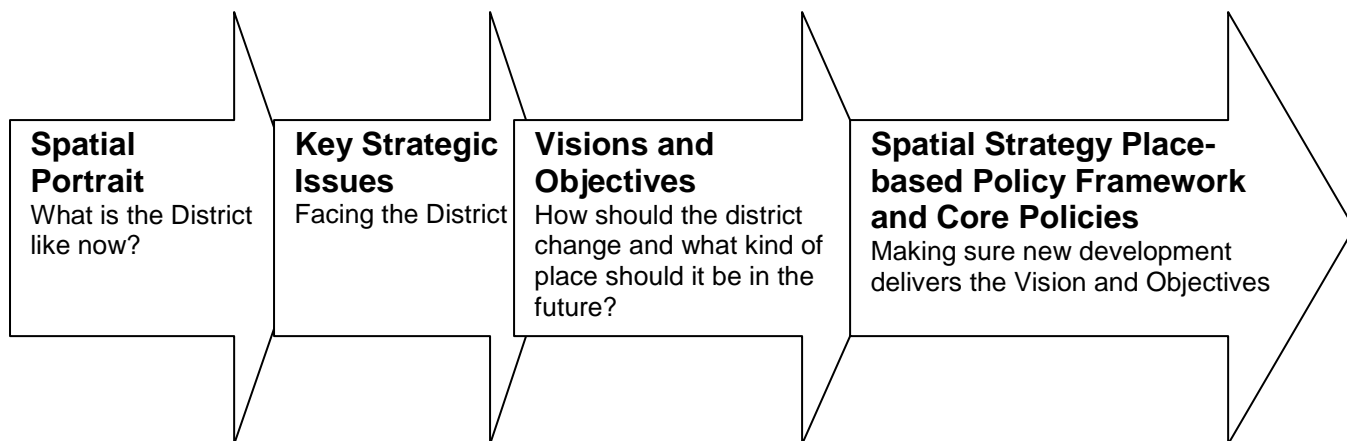 Spatial
Portrait
What is the District
like now?
Key Strategic
Issues
Facing the District
Visions and
Objectives
How should the district
change and what kind of
place should it be in the
future?
Spatial Strategy Place-
based Policy Framework
and Core Policies
Making sure new development
delivers the Vision and Objectives